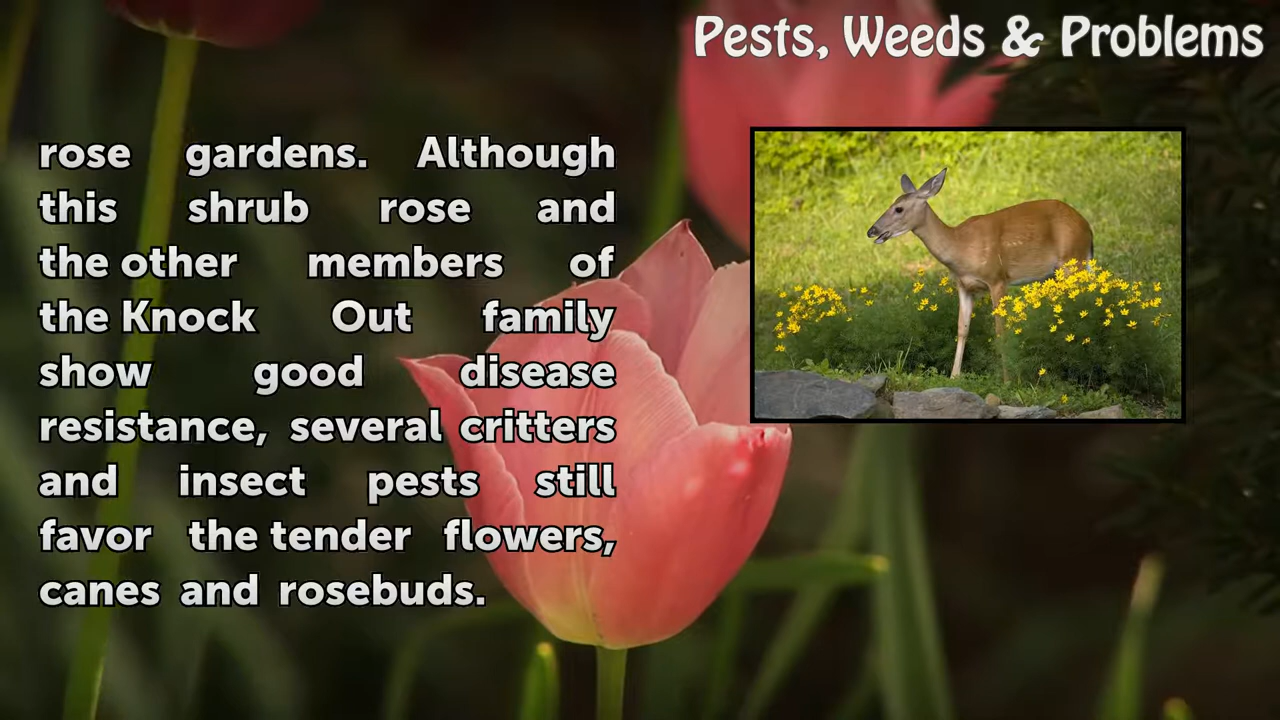 Pests, Weeds & Problems
rose gardens. Although
this shrub rose and
the other members of
the Knock Out family
show good disease
resistance, several critters
and insect pests still
favor the tender flowers,
canes and rosebuds.